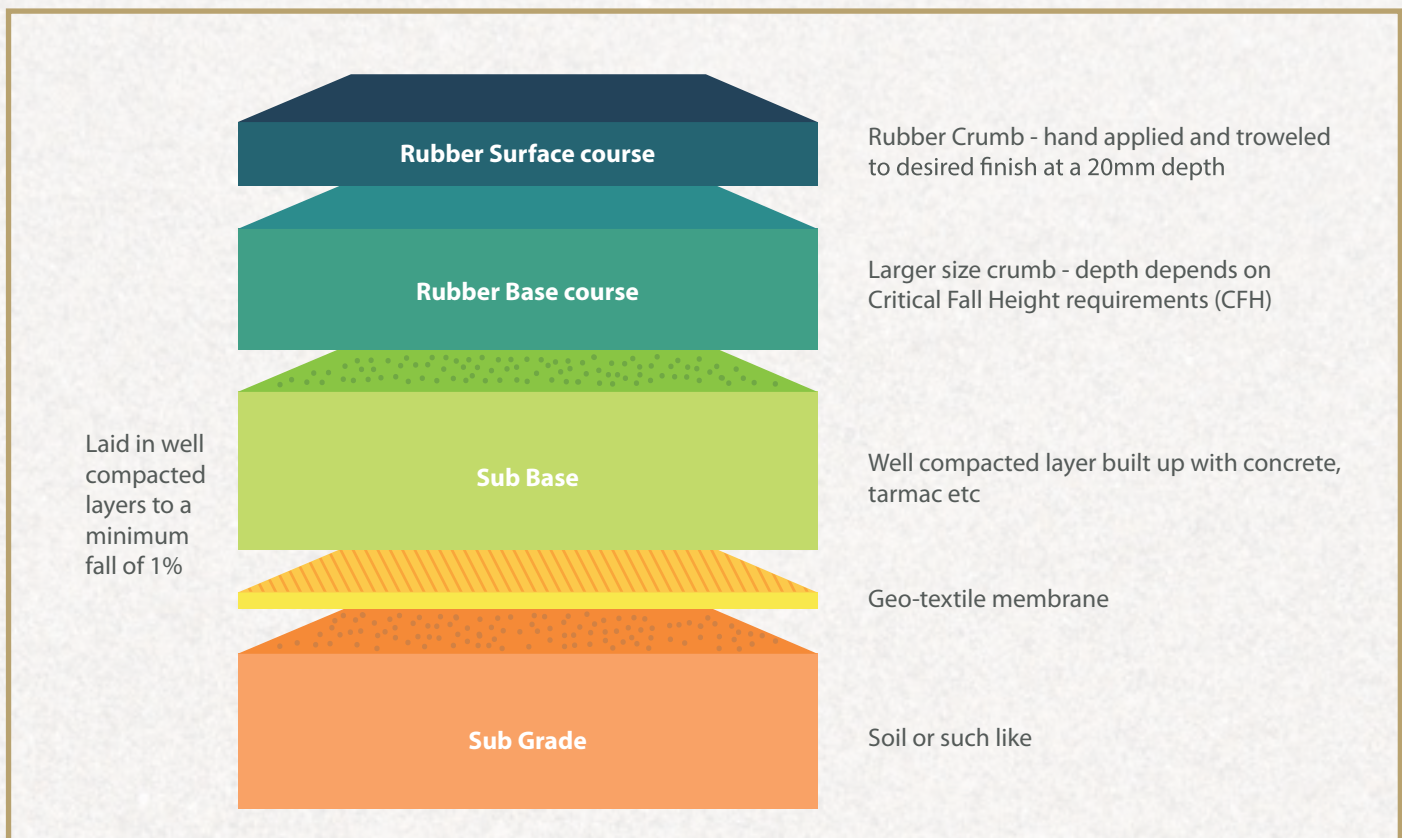 Rubber Surface course
Rubber Crumb - hand applied and troweled
to desired finish at a 20mm depth
Rubber Base course
Larger size crumb - depth depends on
Critical Fall Height requirements (CFH)
Laid in well
compacted
layers to a
minimum
fall of 1%
Sub Base
Well compacted layer built up with concrete,
tarmac etc
Geo-textile membrane
Sub Grade
Soil or such like